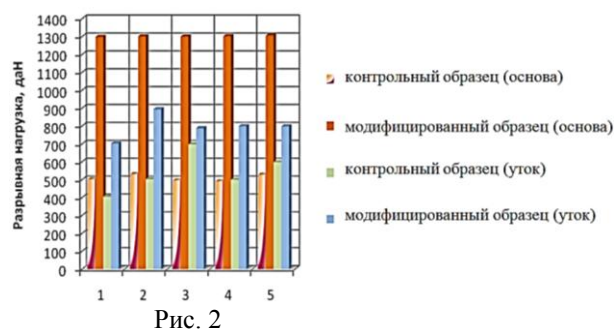 Разрывная нагрузка, даН
1400
1300
1200
1100
1000
900
800
700
600
500
400
300
200
100
0
1 2 3 4 5
контрольный образец (основа)
модифицированный образец (основа)
контрольный образец (уток)
модифицированный образец (уток)
Рис. 2